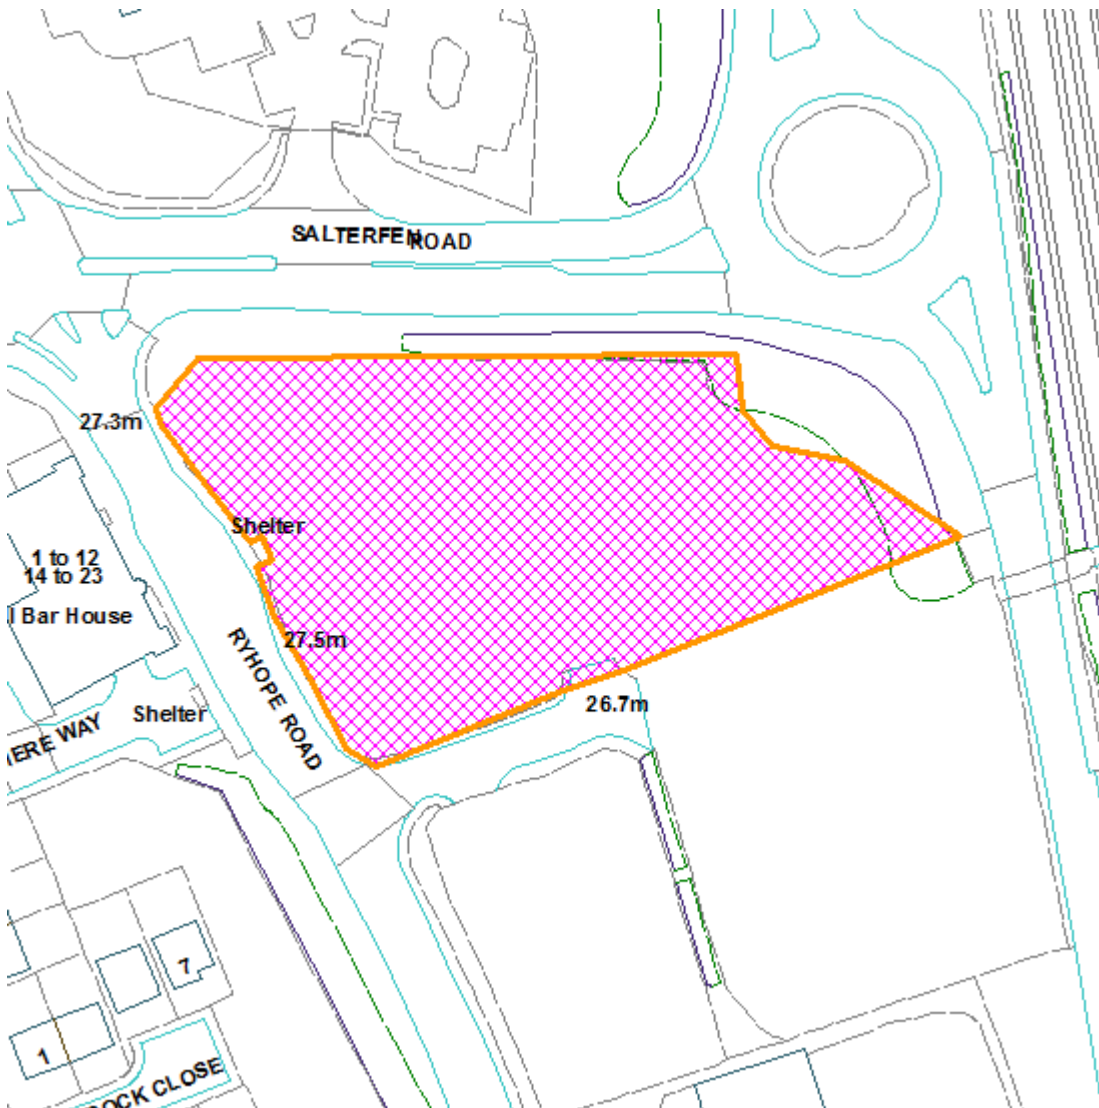 SALTERFEN ROAD
27.3m
Shelter
1 to 12
14 to 23
l Bar House
27.5m
RYHOPE ROAD
26.7m
Shelter
ERE WAY
7
1
OCK CLOSE